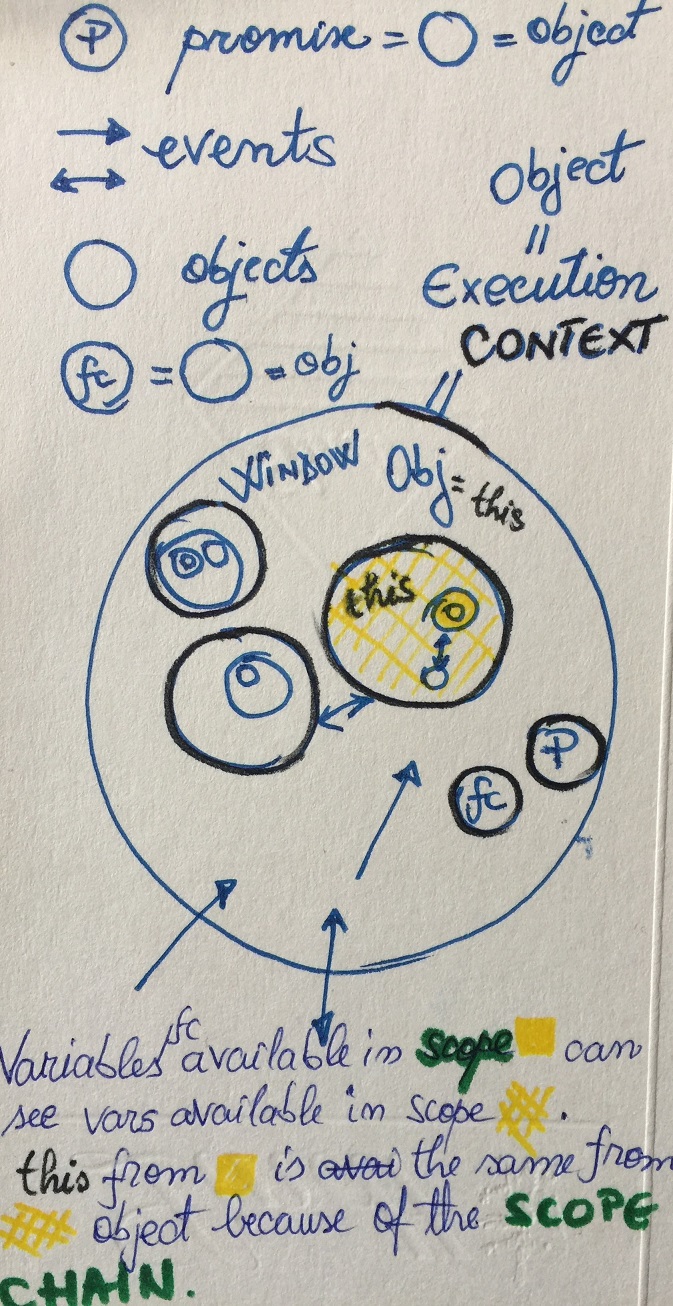 P promise = = object
events
Object
=
objects
Execution
CONTEXT
fc = = obj
WINDOW Obj = this
this
P
fc
Variables fc available in scope can
see vars available in scope .
this from is avai the same from
object because of the SCOPE
CHAIN.